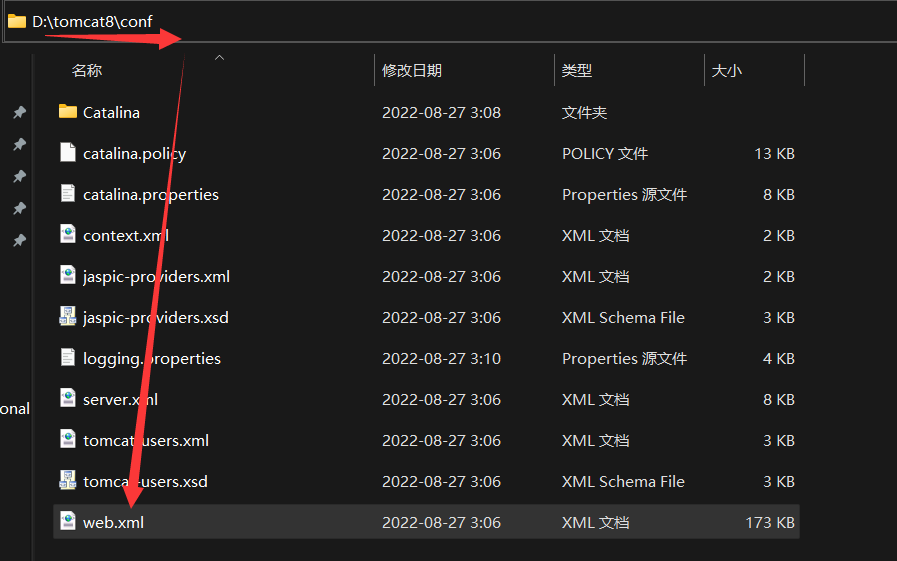 D:\tomcat8\conf
名称 修改日期 类型 大小
Catalina 2022-08-27 3:08 文件夹
catalina.policy 2022-08-27 3:06 POLICY 文件 13 KB
catalina.properties 2022-08-27 3:06 Properties 源文件 8 KB
context.xml 2022-08-27 3:06 XML 文档 2 KB
jaspic-providers.xml 2022-08-27 3:06 XML 文档 2 KB
jaspic-providers.xsd 2022-08-27 3:06 XML Schema File 3 KB
logging.properties 2022-08-27 3:10 Properties 源文件 4 KB
onal
server.xml 2022-08-27 3:06 XML 文档 8 KB
tomcat-users.xml 2022-08-27 3:06 XML 文档 3 KB
tomcat-users.xsd 2022-08-27 3:06 XML Schema File 3 KB
web.xml 2022-08-27 3:06 XML 文档 173 KB